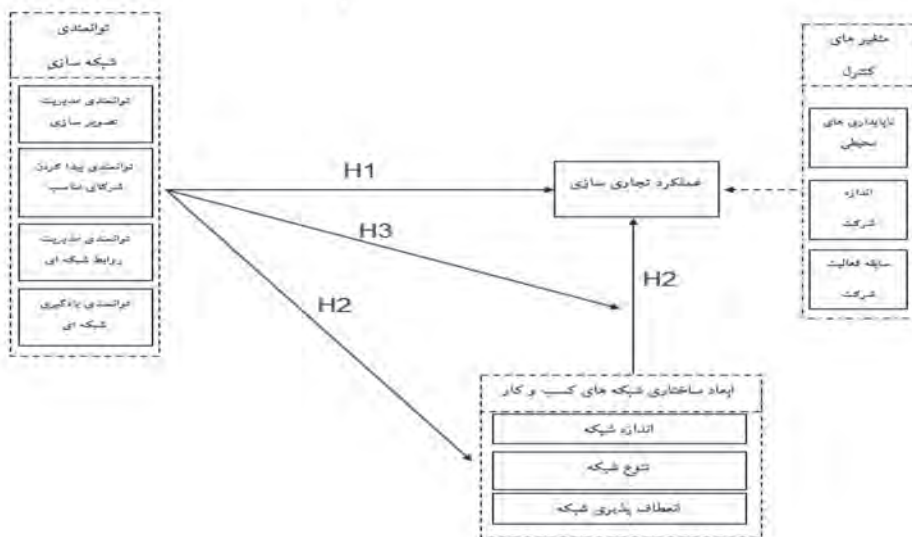 توانمندی
شبکه سازی
توانمندی مدیریت
تصویر سازی
توانمندی پیدا کردن
شرکای مناسب
توانمندی مدیریت
روابط شبکه ای
توانمندی یادگیری
شبکه ای
H1
H3
H2
عملکرد تجاری سازی
H2
متغیر های
کنترل
ناپایداری های
محیطی
اندازه
شرکت
سابقه فعالیت
شرکت
ابعاد ساختاری شبکه های کسب و کار
اندازه شبکه
تنوع شبکه
انعطاف پذیری شبکه